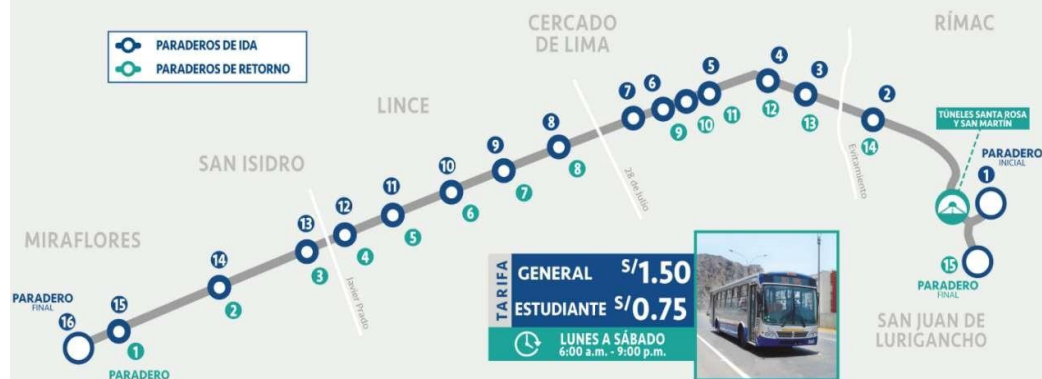 PARADEROS DE IDA
PARADEROS DE RETORNO
CERCADO
DE LIMA
RÍMAC
LINCE
SAN ISIDRO
MIRAFLORES
SAN JUAN DE
LURIGANCHO
TÚNELES SANTA ROSA
Y SAN MARTÍN
PARADERO
INICIAL
1
2
3
4
5
6
7
8
9
10
11
12
13
14
15
16
PARADERO
FINAL
1
PARADERO
2
3
4
5
6
7
8
9
10
11
12
13
14
15
PARADERO
FINAL
Javier Prado
28 de Julio
Evitamiento
TARIFA
GENERAL S/1.50
ESTUDIANTE S/0.75
LUNES A SÁBADO
6:00 a.m. - 9:00 p.m.